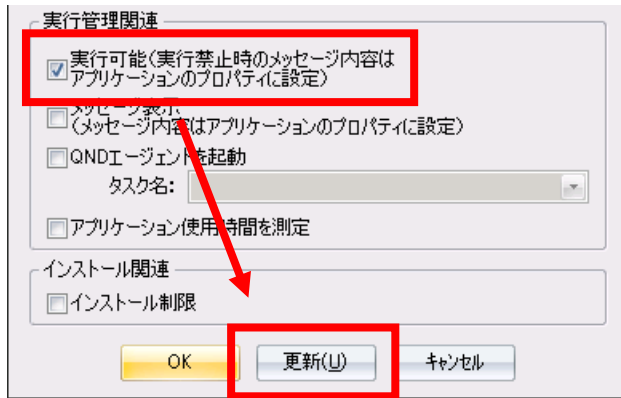 実行管理関連
実行可能(実行禁止時のメッセージ内容は
アプリケーションのプロパティに設定)
メッセージ表示
(メッセージ内容はアプリケーションのプロパティに設定)
QNDエージェントを起動
タスク名:
アプリケーション使用時間を測定
インストール関連
インストール制限
OK 更新(U) キャンセル